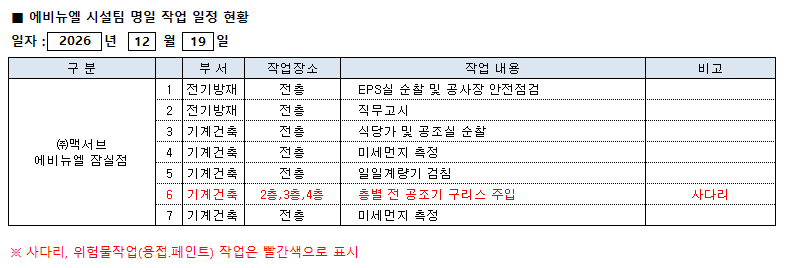 ■ 에비뉴엘 시설팀 명일 작업 일정 현황
일자 : 2026 년 12 월 19 일
구 분 부 서 작업장소 작업 내용 비고
㈜맥서브
에비뉴엘 잠실점
1 전기방재 전층 EPS실 순찰 및 공사장 안전점검
2 전기방재 전층 직무고시
3 기계건축 전층 식당가 및 공조실 순찰
4 기계건축 전층 미세먼지 측정
5 기계건축 전층 일일계량기 검침
6 기계건축 2층,3층,4층 층별 전 공조기 구리스 주입 사다리
7 기계건축 전층 미세먼지 측정
※ 사다리, 위험물작업(용접.페인트) 작업은 빨간색으로 표시